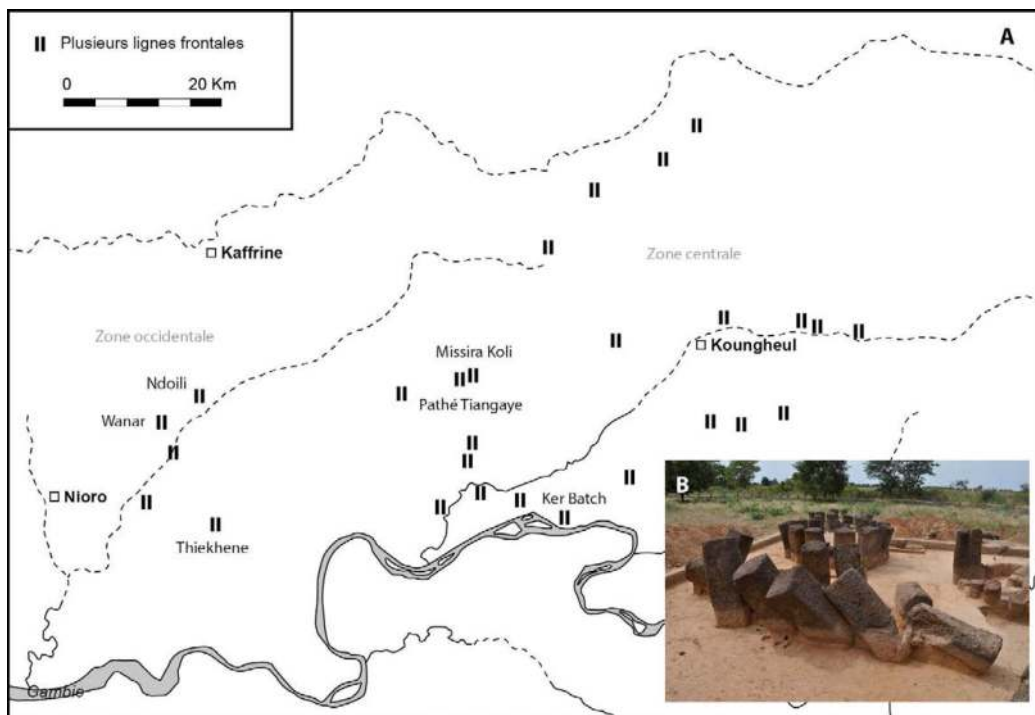 Plusieurs lignes frontales
A
0 20 Km
Kaffrine
Zone centrale
Zone occidentale
Koungheul
Missira Koli
Ndoili
Pathé Tiangaye
Wanar
B
Nioro
Ker Batch
Thiekhene
Gambie